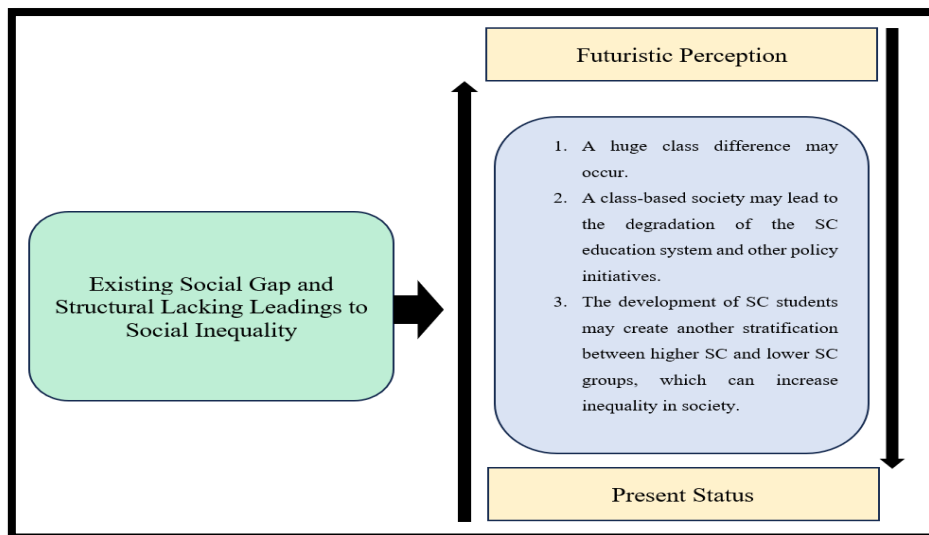 Futuristic Perception
1. A huge class difference may
occur.
2. A class-based society may lead to
the degradation of the SC
education system and other policy
initiatives.
3. The development of SC students
may create another stratification
between higher SC and lower SC
groups, which can increase
inequality in society.
Existing Social Gap and
Structural Lacking Leadings to
Social Inequality
Present Status